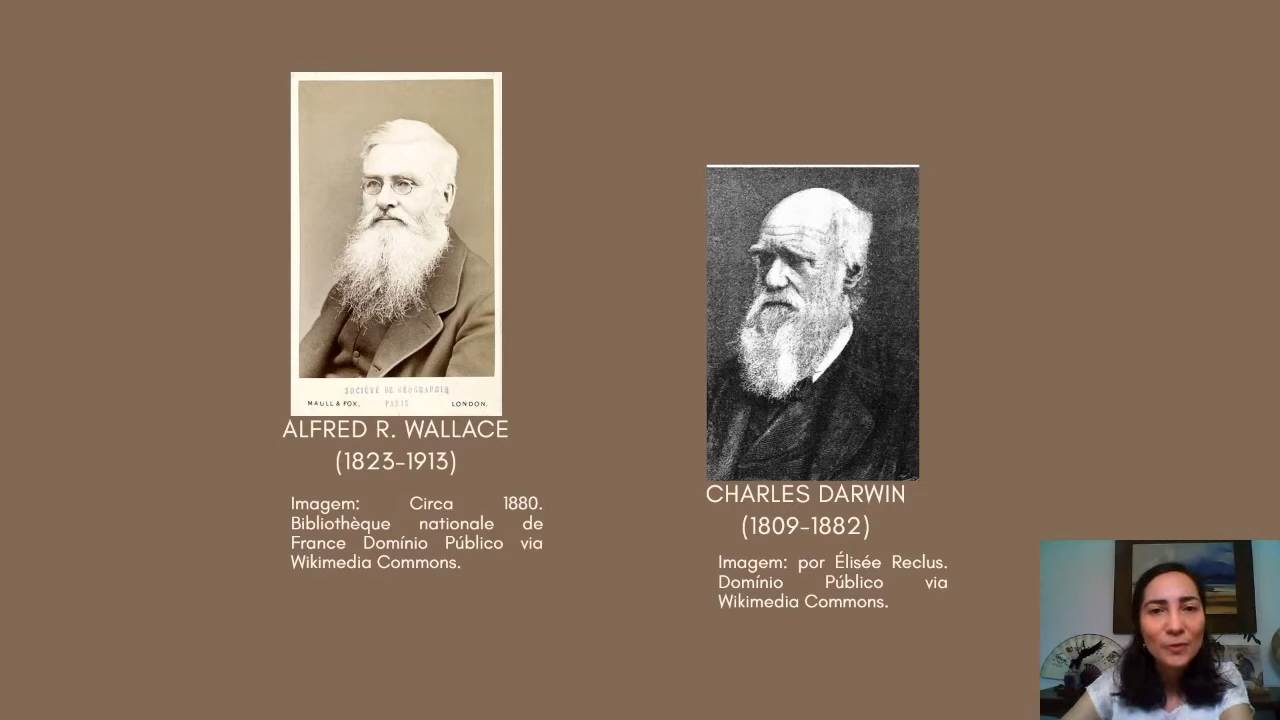 SOCIÉTÉ DE GÉOGRAPHIE
MAULL & FOX, PARIS LONDON.
ALFRED R. WALLACE
(1823-1913)
Imagem: Circa 1880.
Bibliothèque nationale de
France Domínio Público via
Wikimedia Commons.
CHARLES DARWIN
(1809-1882)
Imagem: por Élisée Reclus.
Domínio Público via
Wikimedia Commons.